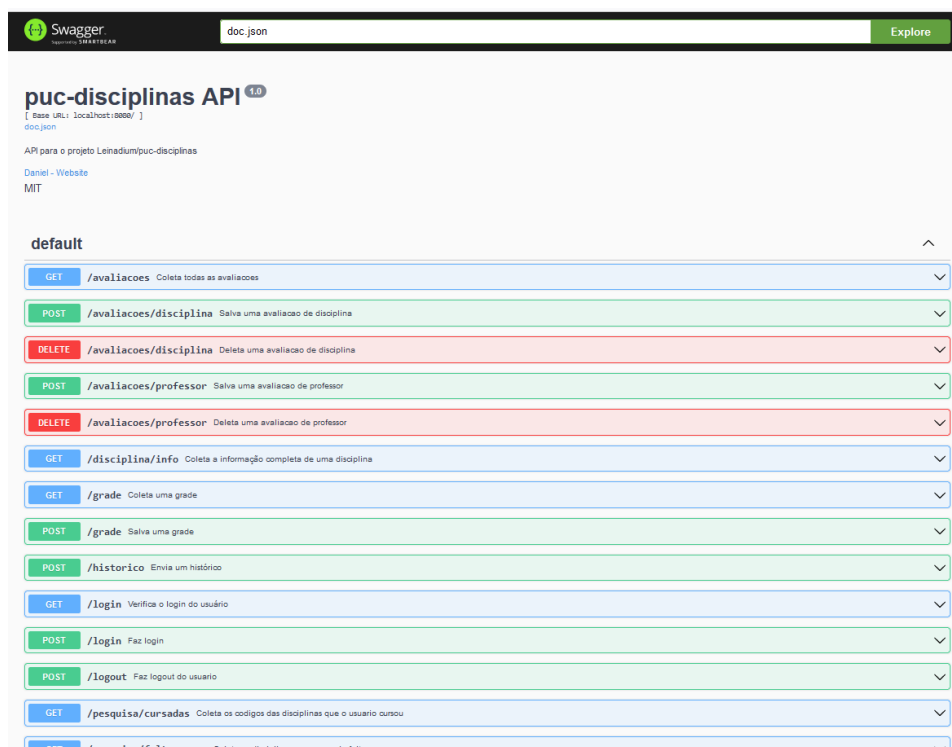 Swagger.
Supported by SMARTBEAR
doc.json
Explore
puc-disciplinas API 1.0
[ Base URL: localhost:8080/ ]
doc.json
API para o projeto Leinadium/puc-disciplinas
Daniel - Website
MIT
default
GET /avaliacoes Coleta todas as avaliacoes
POST /avaliacoes/disciplina Salva uma avaliacao de disciplina
DELETE /avaliacoes/disciplina Deleta uma avaliacao de disciplina
POST /avaliacoes/professor Salva uma avaliacao de professor
DELETE /avaliacoes/professor Deleta uma avaliacao de professor
GET /disciplina/info Coleta a informação completa de uma disciplina
GET /grade Coleta uma grade
POST /grade Salva uma grade
POST /historico Envia um histórico
GET /login Verifica o login do usuário
POST /login Faz login
POST /logout Faz logout do usuario
GET /pesquisa/cursadas Coleta os codigos das disciplinas que o usuario cursou